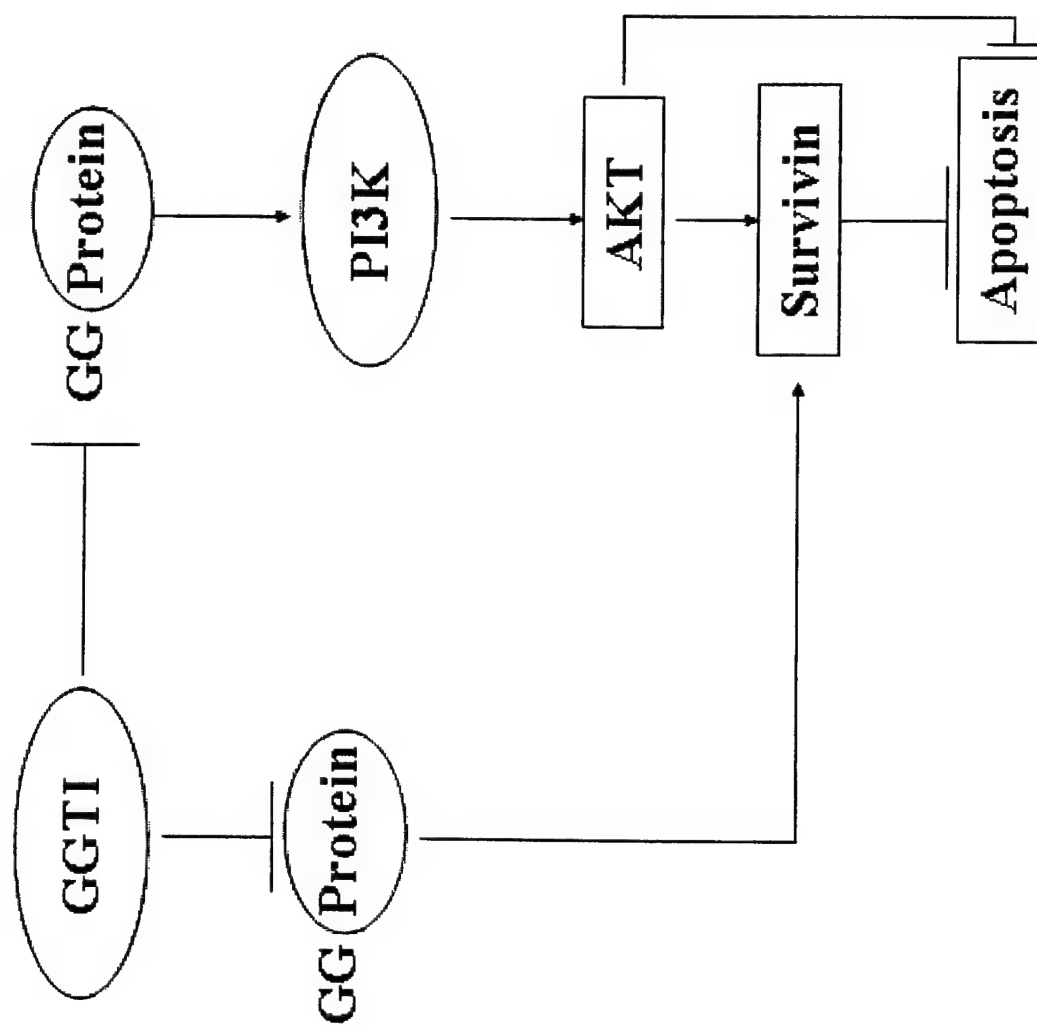 GGTI
GG Protein
GG Protein
PI3K
AKT
Survivin
Apoptosis